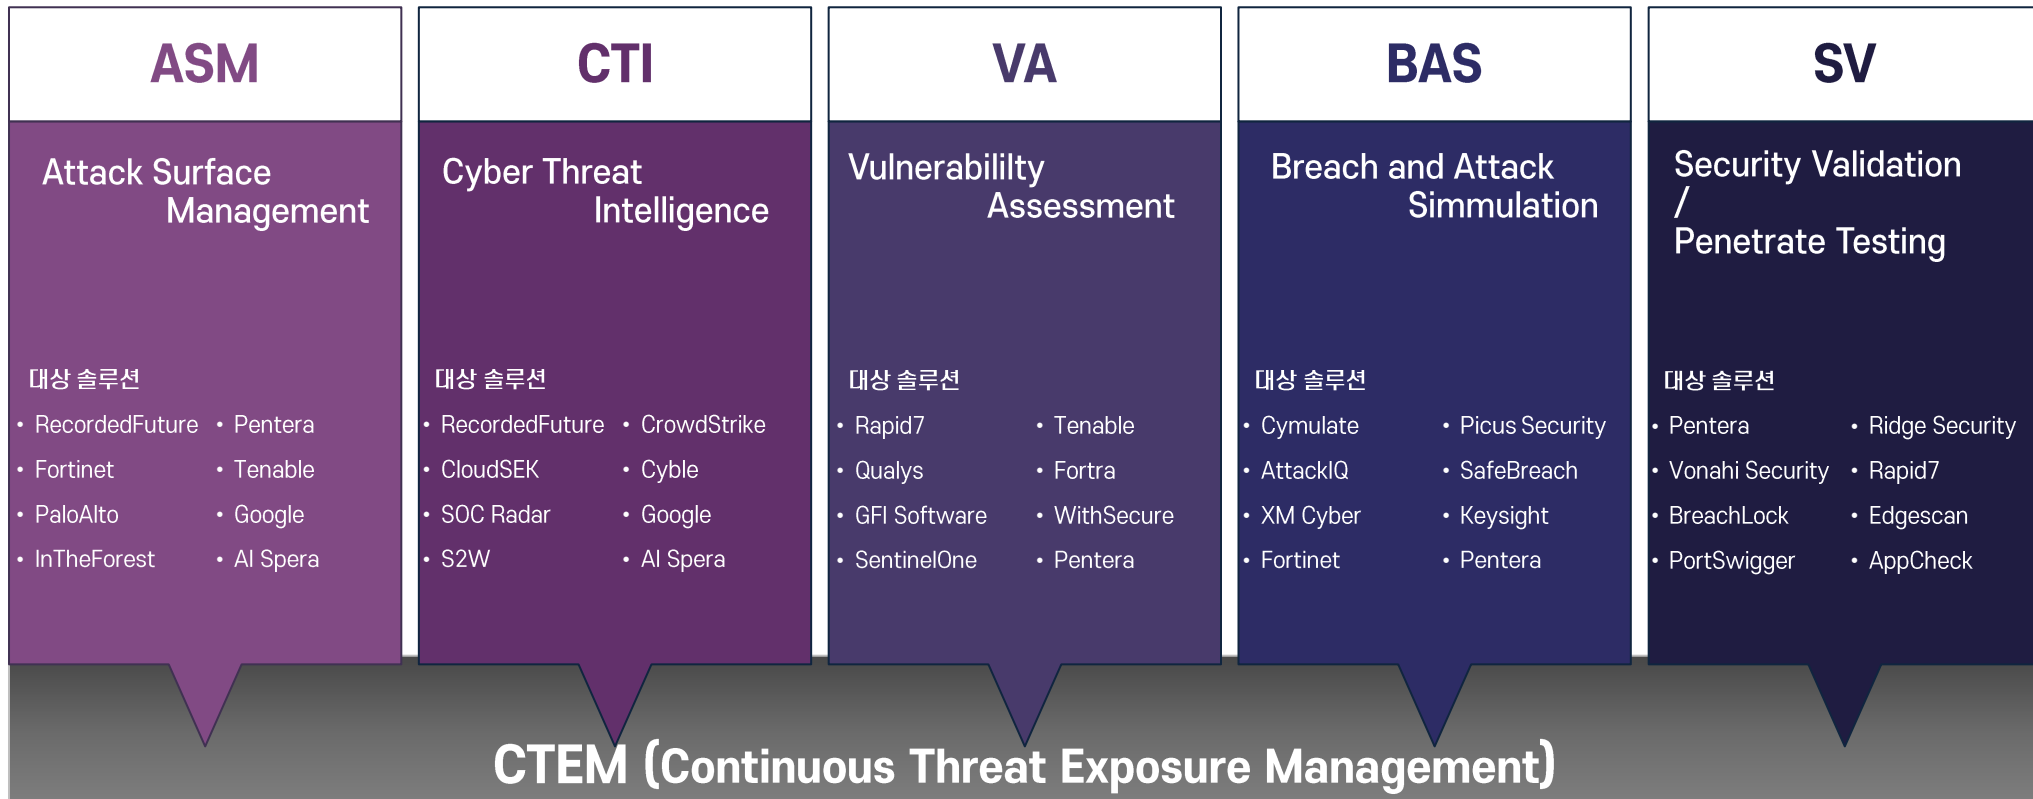 ASM
Attack Surface
Management
대상 솔루션
• RecordedFuture
• Fortinet
• PaloAlto
• InTheForest
• Pentera
• Tenable
• Google
• AI Spera
CTI
Cyber Threat
Intelligence
대상 솔루션
• RecordedFuture
• CloudSEK
• SOC Radar
• S2W
• CrowdStrike
• Cyble
• Google
• AI Spera
VA
Vulnerabililty
Assessment
대상 솔루션
• Rapid7
• Qualys
• GFI Software
• SentinelOne
• Tenable
• Fortra
• WithSecure
• Pentera
BAS
Breach and Attack
Simmulation
대상 솔루션
• Cymulate
• AttackIQ
• XM Cyber
• Fortinet
• Picus Security
• SafeBreach
• Keysight
• Pentera
SV
Security Validation
/
Penetrate Testing
대상 솔루션
• Pentera
• Vonahi Security
• BreachLock
• PortSwigger
• Ridge Security
• Rapid7
• Edgescan
• AppCheck
CTEM (Continuous Threat Exposure Management)